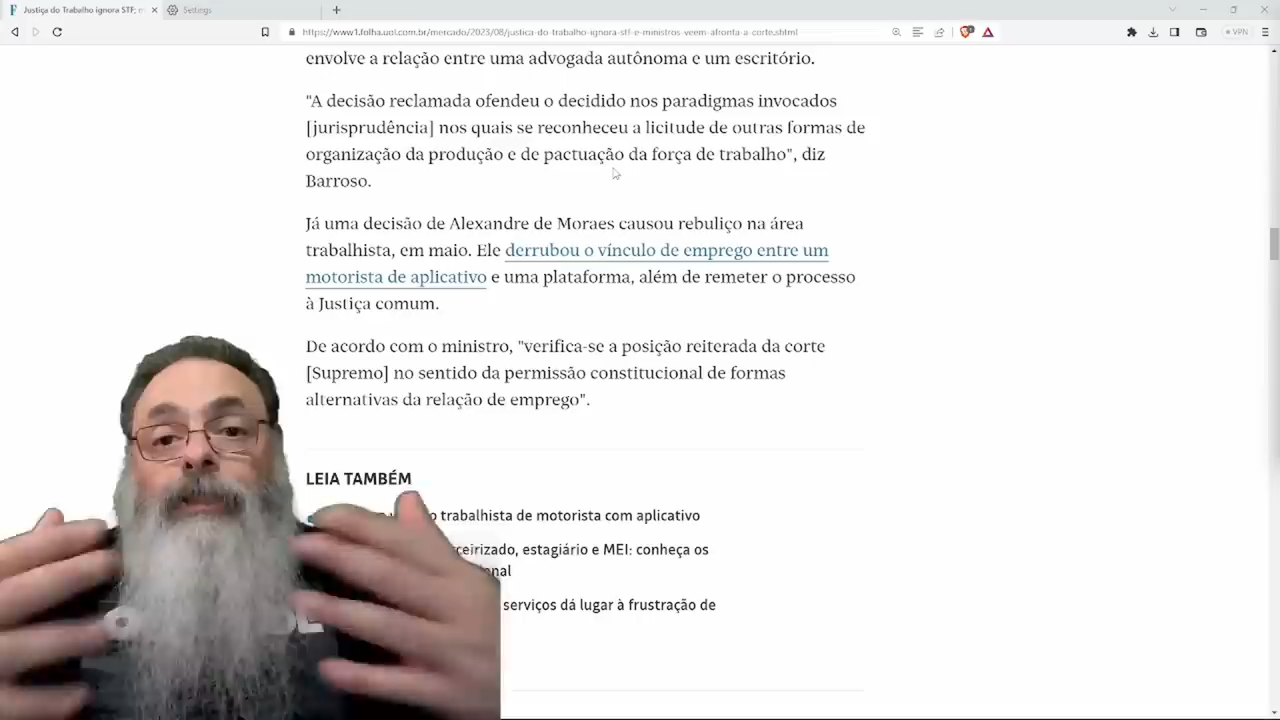 Justiça do Trabalho ignora STF; m
Settings
https://www1.folha.uol.com.br/mercado/2023/08/justica-do-trabalho-ignora-stf-e-ministros-veem-afronta-a-corte.shtml
VPN
envolve a relação entre uma advogada autônoma e um escritório.
"A decisão reclamada ofendeu o decidido nos paradigmas invocados
[jurisprudência] nos quais se reconheceu a licitude de outras formas de
organização da produção e de pactuação da força de trabalho", diz
Barroso.
Já uma decisão de Alexandre de Moraes causou rebuliço na área
trabalhista, em maio. Ele derrubou o vínculo de emprego entre um
motorista de aplicativo e uma plataforma, além de remeter o processo
à Justiça comum.
De acordo com o ministro, "verifica-se a posição reiterada da corte
[Supremo] no sentido da permissão constitucional de formas
alternativas da relação de emprego".
LEIA TAMBÉM
o trabalhista de motorista com aplicativo
ceirizado, estagiário e MEI: conheça os
nal
serviços dá lugar à frustração de